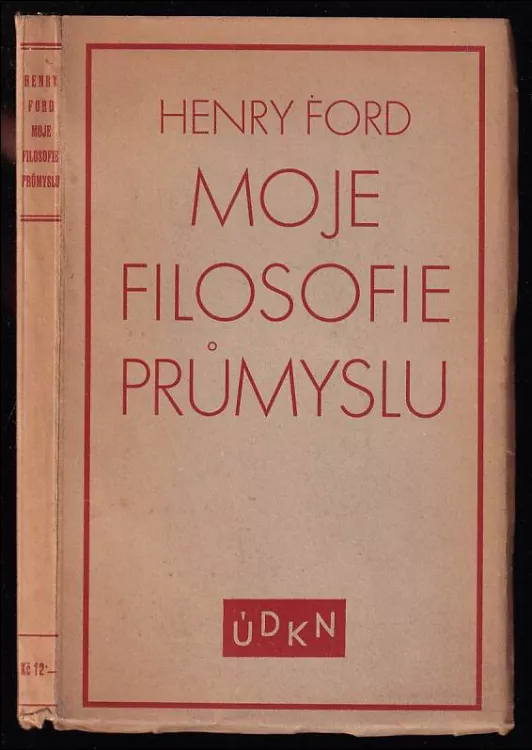 HENRY
FORD
MOJE
FILOSOFIE
PRŮMYSLU
Kč 12·—
HENRY FORD
MOJE
FILOSOFIE
PRŮMYSLU
ÚDKN